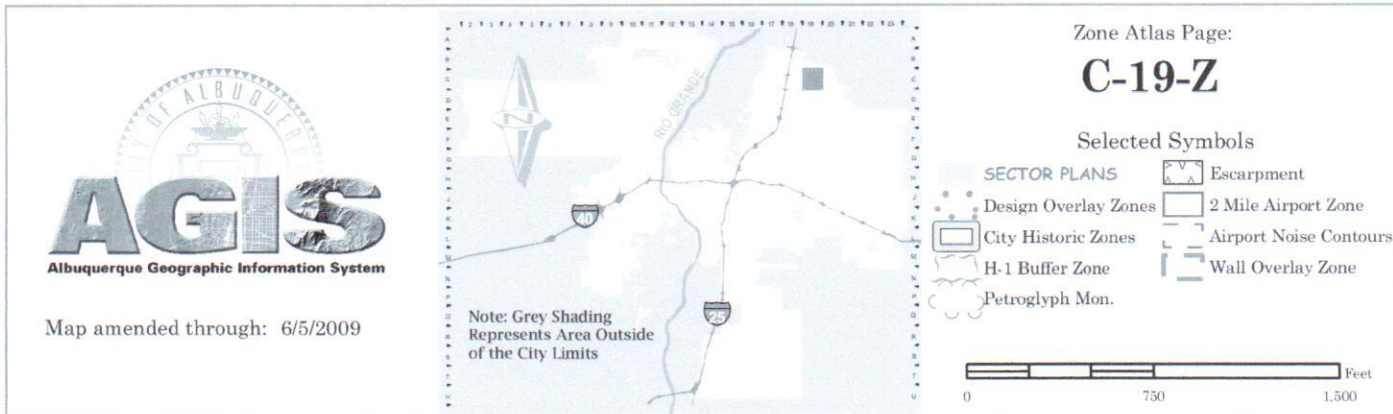 CITY OF ALBUQUERQUE
AGIS
Albuquerque Geographic Information System
Map amended through: 6/5/2009
RIO GRANDE
40
25
Note: Grey Shading
Represents Area Outside
of the City Limits
Zone Atlas Page:
C-19-Z
Selected Symbols
SECTOR PLANS
Escarpment
Design Overlay Zones
2 Mile Airport Zone
City Historic Zones
Airport Noise Contours
H-1 Buffer Zone
Wall Overlay Zone
Petroglyph Mon.
Feet
0 750 1,500